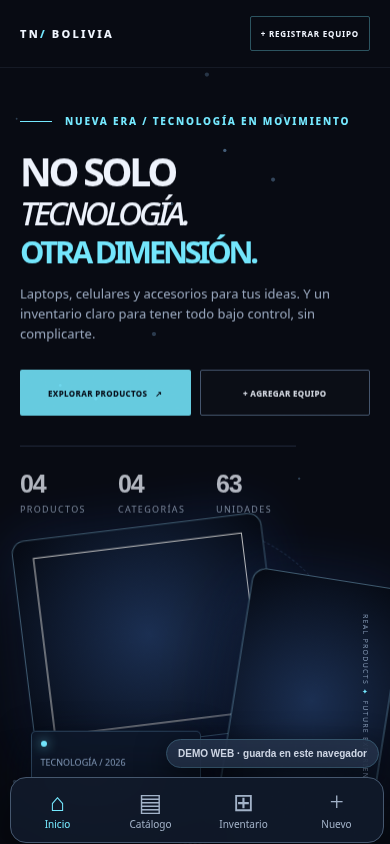 TN/ BOLIVIA
+ REGISTRAR EQUIPO
NUEVA ERA / TECNOLOGÍA EN MOVIMIENTO
NO SOLO
TECNOLOGÍA.
OTRA DIMENSIÓN.
Laptops, celulares y accesorios para tus ideas. Y un
inventario claro para tener todo bajo control, sin
complicarte.
EXPLORAR PRODUCTOS ↗
+ AGREGAR EQUIPO
04 04 63
PRODUCTOS CATEGORÍAS UNIDADES
REAL PRODUCTS ✦ FUTURE
DEMO WEB · guarda en este navegador
TECNOLOGÍA / 2026
Inicio
Catálogo
Inventario
Nuevo